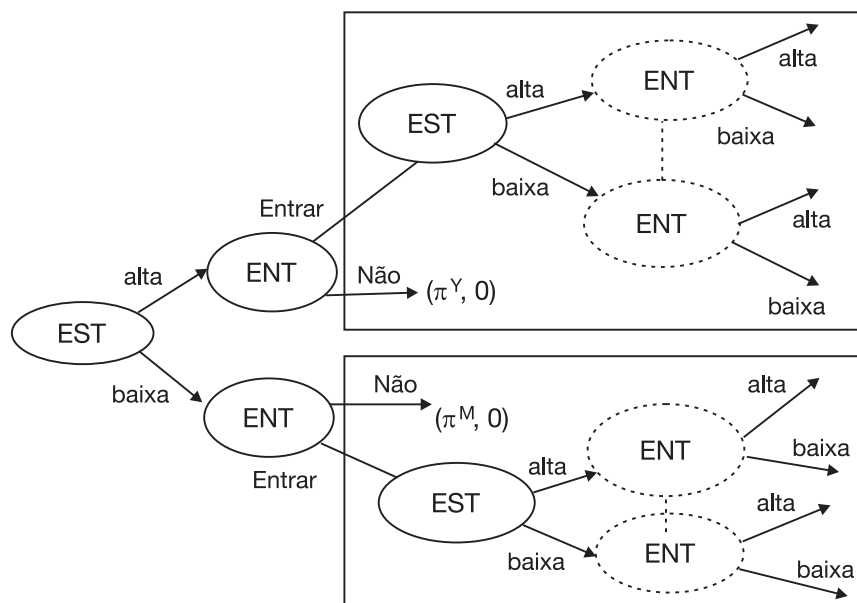 alta
alta
ENT
EST
baixa
baixa
alta
Entrar
ENT
alta
ENT
Não
(π^Y, 0)
baixa
EST
baixa
Não
alta
(π^M, 0)
ENT
alta
ENT
baixa
Entrar
EST
alta
baixa
ENT
baixa